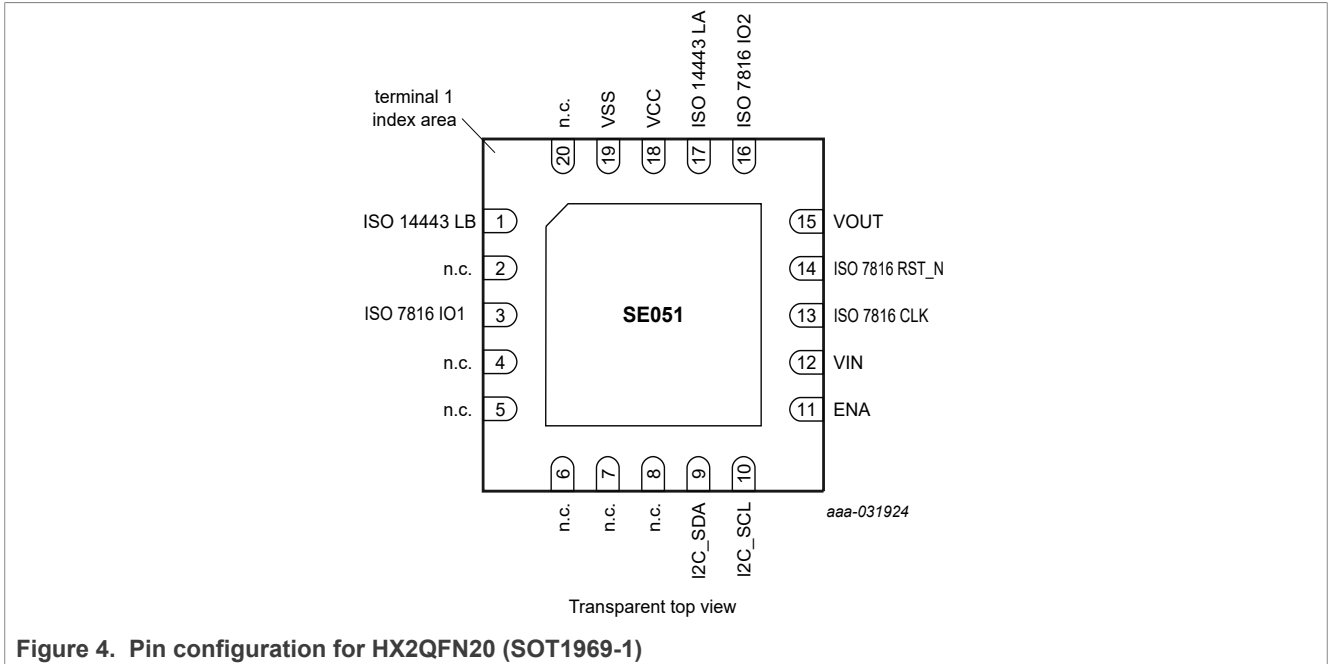 terminal 1
index area
n.c.
VSS
VCC
ISO 14443 LA
ISO 7816 IO2
20
19
18
17
16
ISO 14443 LB 1
n.c. 2
ISO 7816 IO1 3
n.c. 4
n.c. 5
SE051
15 VOUT
14 ISO 7816 RST_N
13 ISO 7816 CLK
12 VIN
11 ENA
6
7
8
9
10
n.c.
n.c.
n.c.
I2C_SDA
I2C_SCL
aaa-031924
Transparent top view
Figure 4. Pin configuration for HX2QFN20 (SOT1969-1)